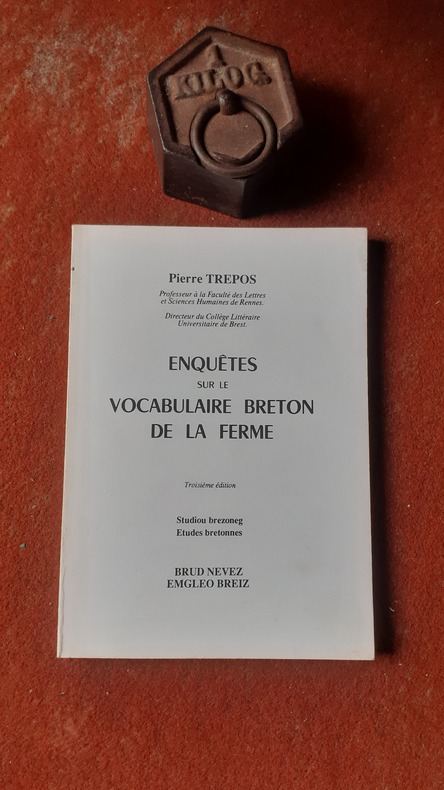 1
KILOG.
Pierre TREPOS
Professeur à la Faculté des Lettres
et Sciences Humaines de Rennes.
Directeur du Collège Littéraire
Universitaire de Brest.
ENQUÊTES
SUR LE
VOCABULAIRE BRETON
DE LA FERME
Troisième édition
Studiou brezoneg
Etudes bretonnes
BRUD NEVEZ
EMGLEO BREIZ